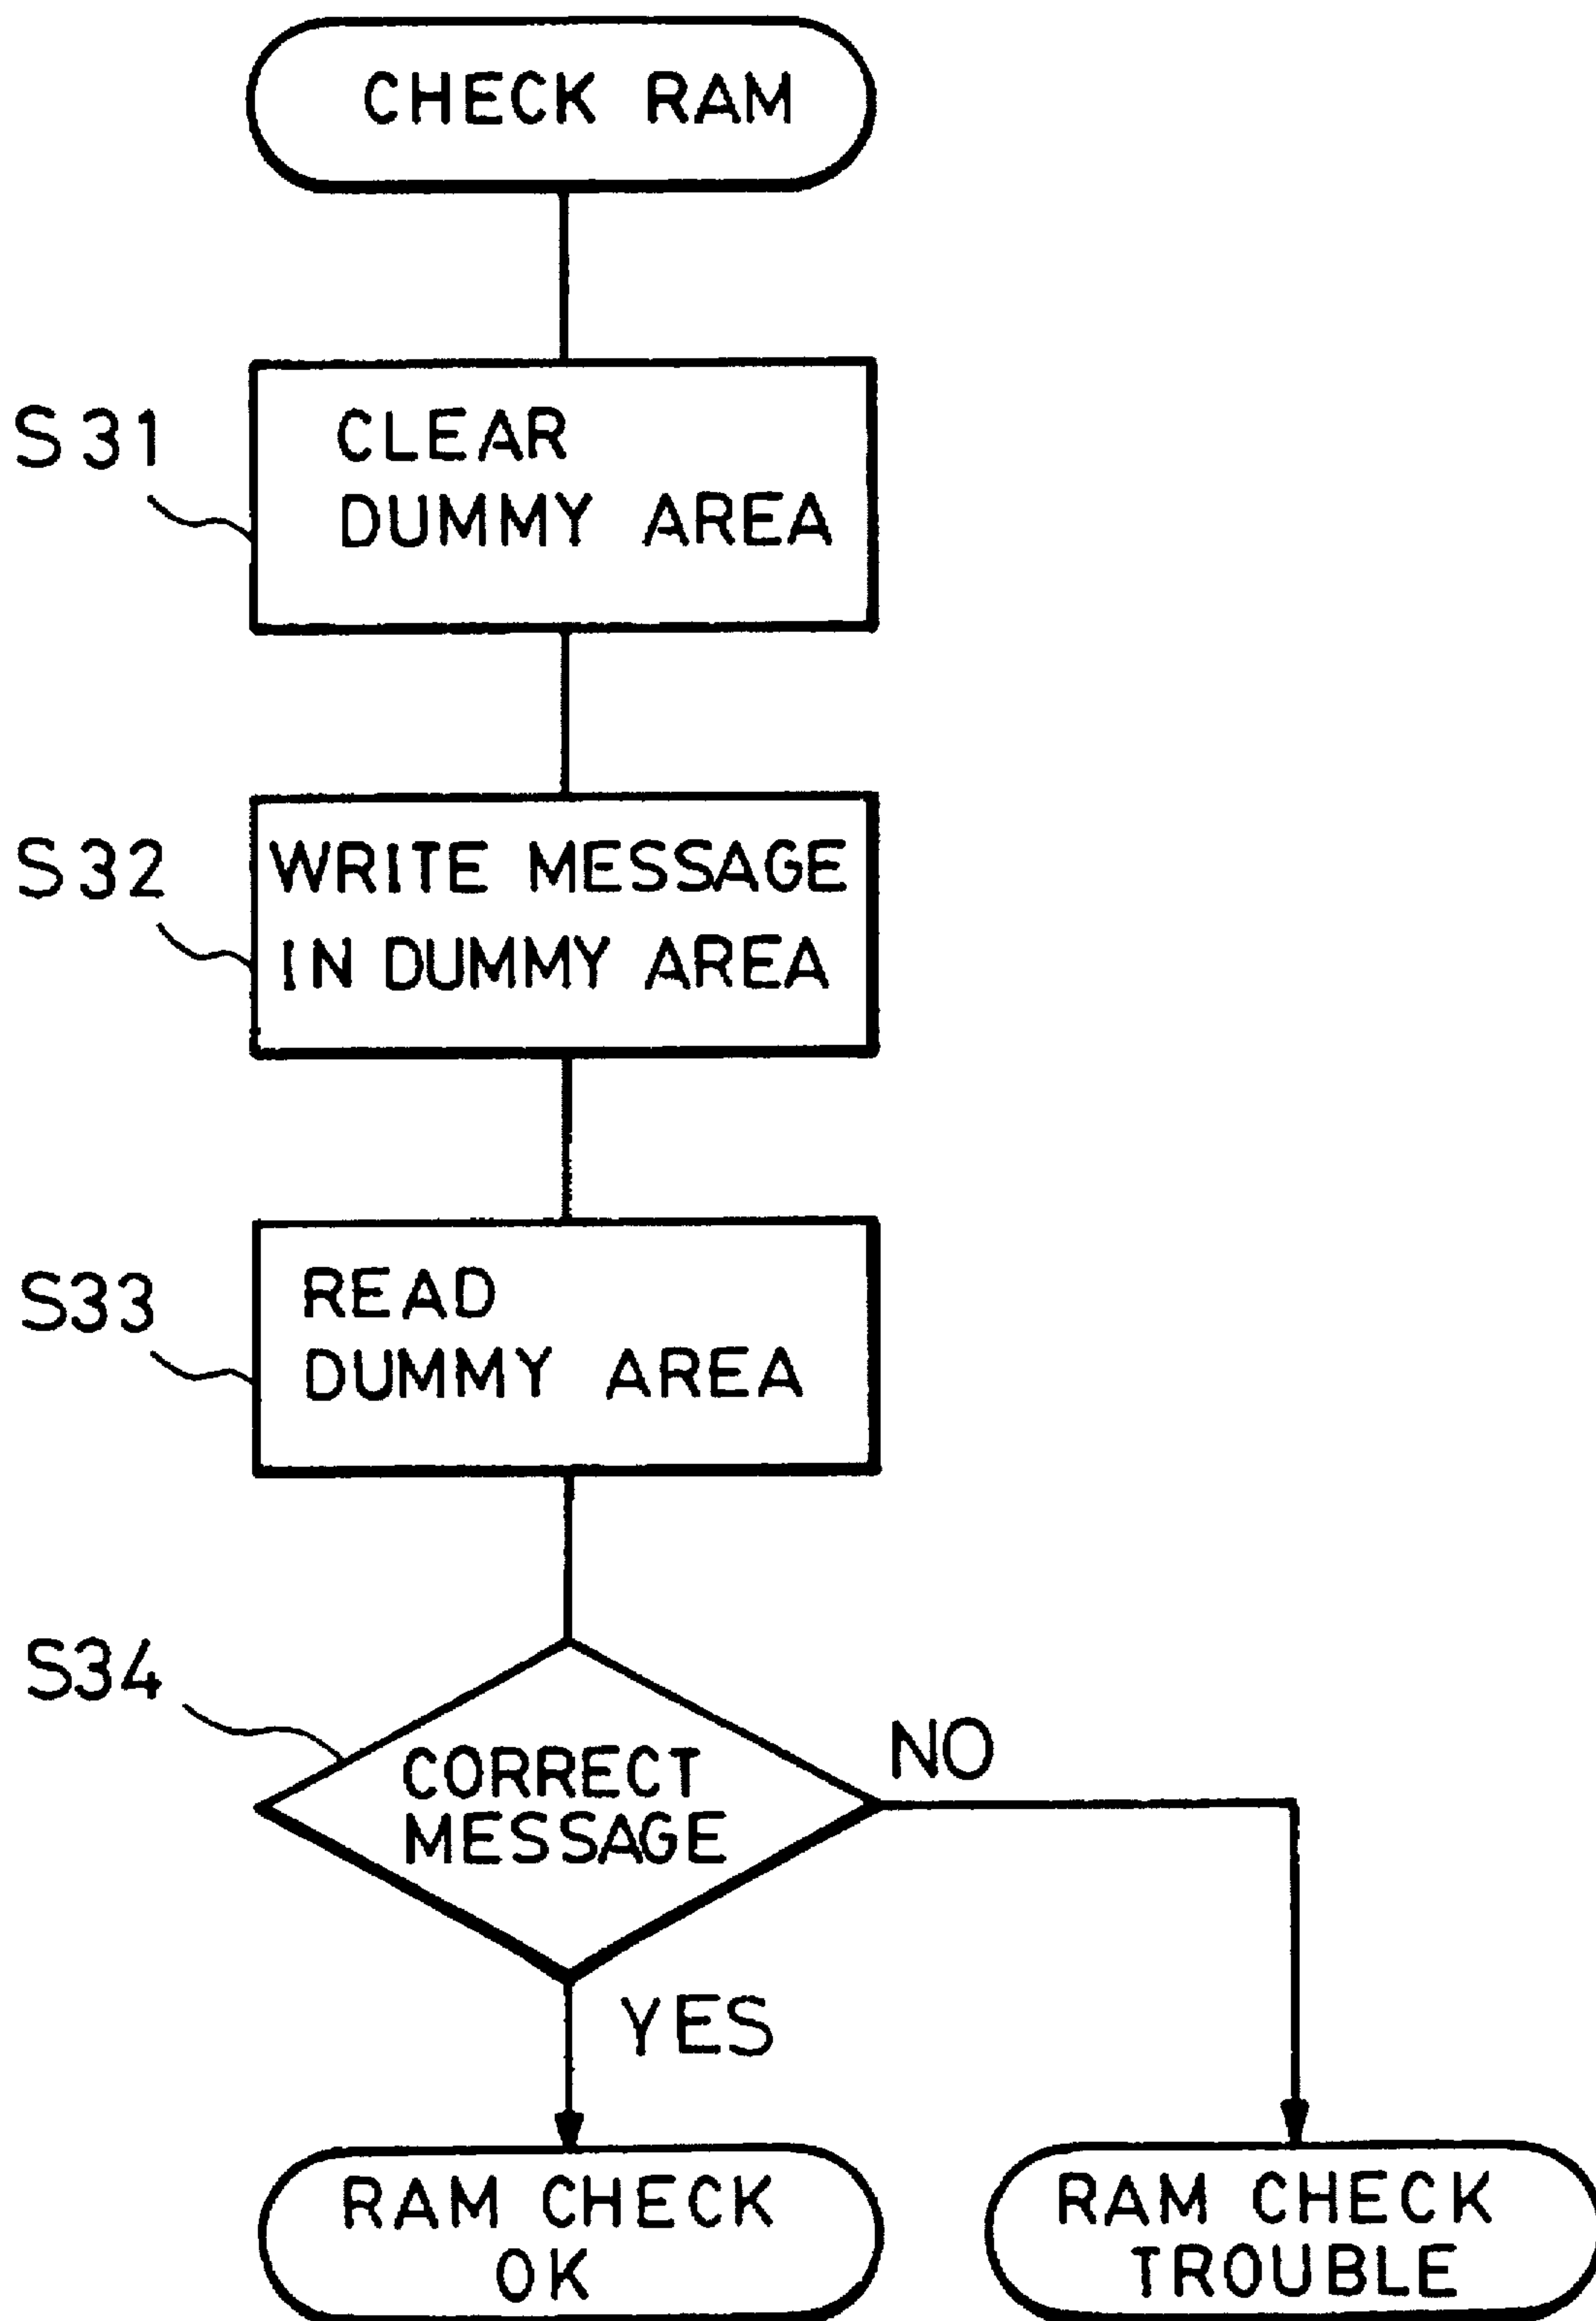 CHECK RAM
S31
CLEAR
DUMMY AREA
S32
WRITE MESSAGE
IN DUMMY AREA
S33
READ
DUMMY AREA
S34
CORRECT
MESSAGE
NO
YES
RAM CHECK
OK
RAM CHECK
TROUBLE